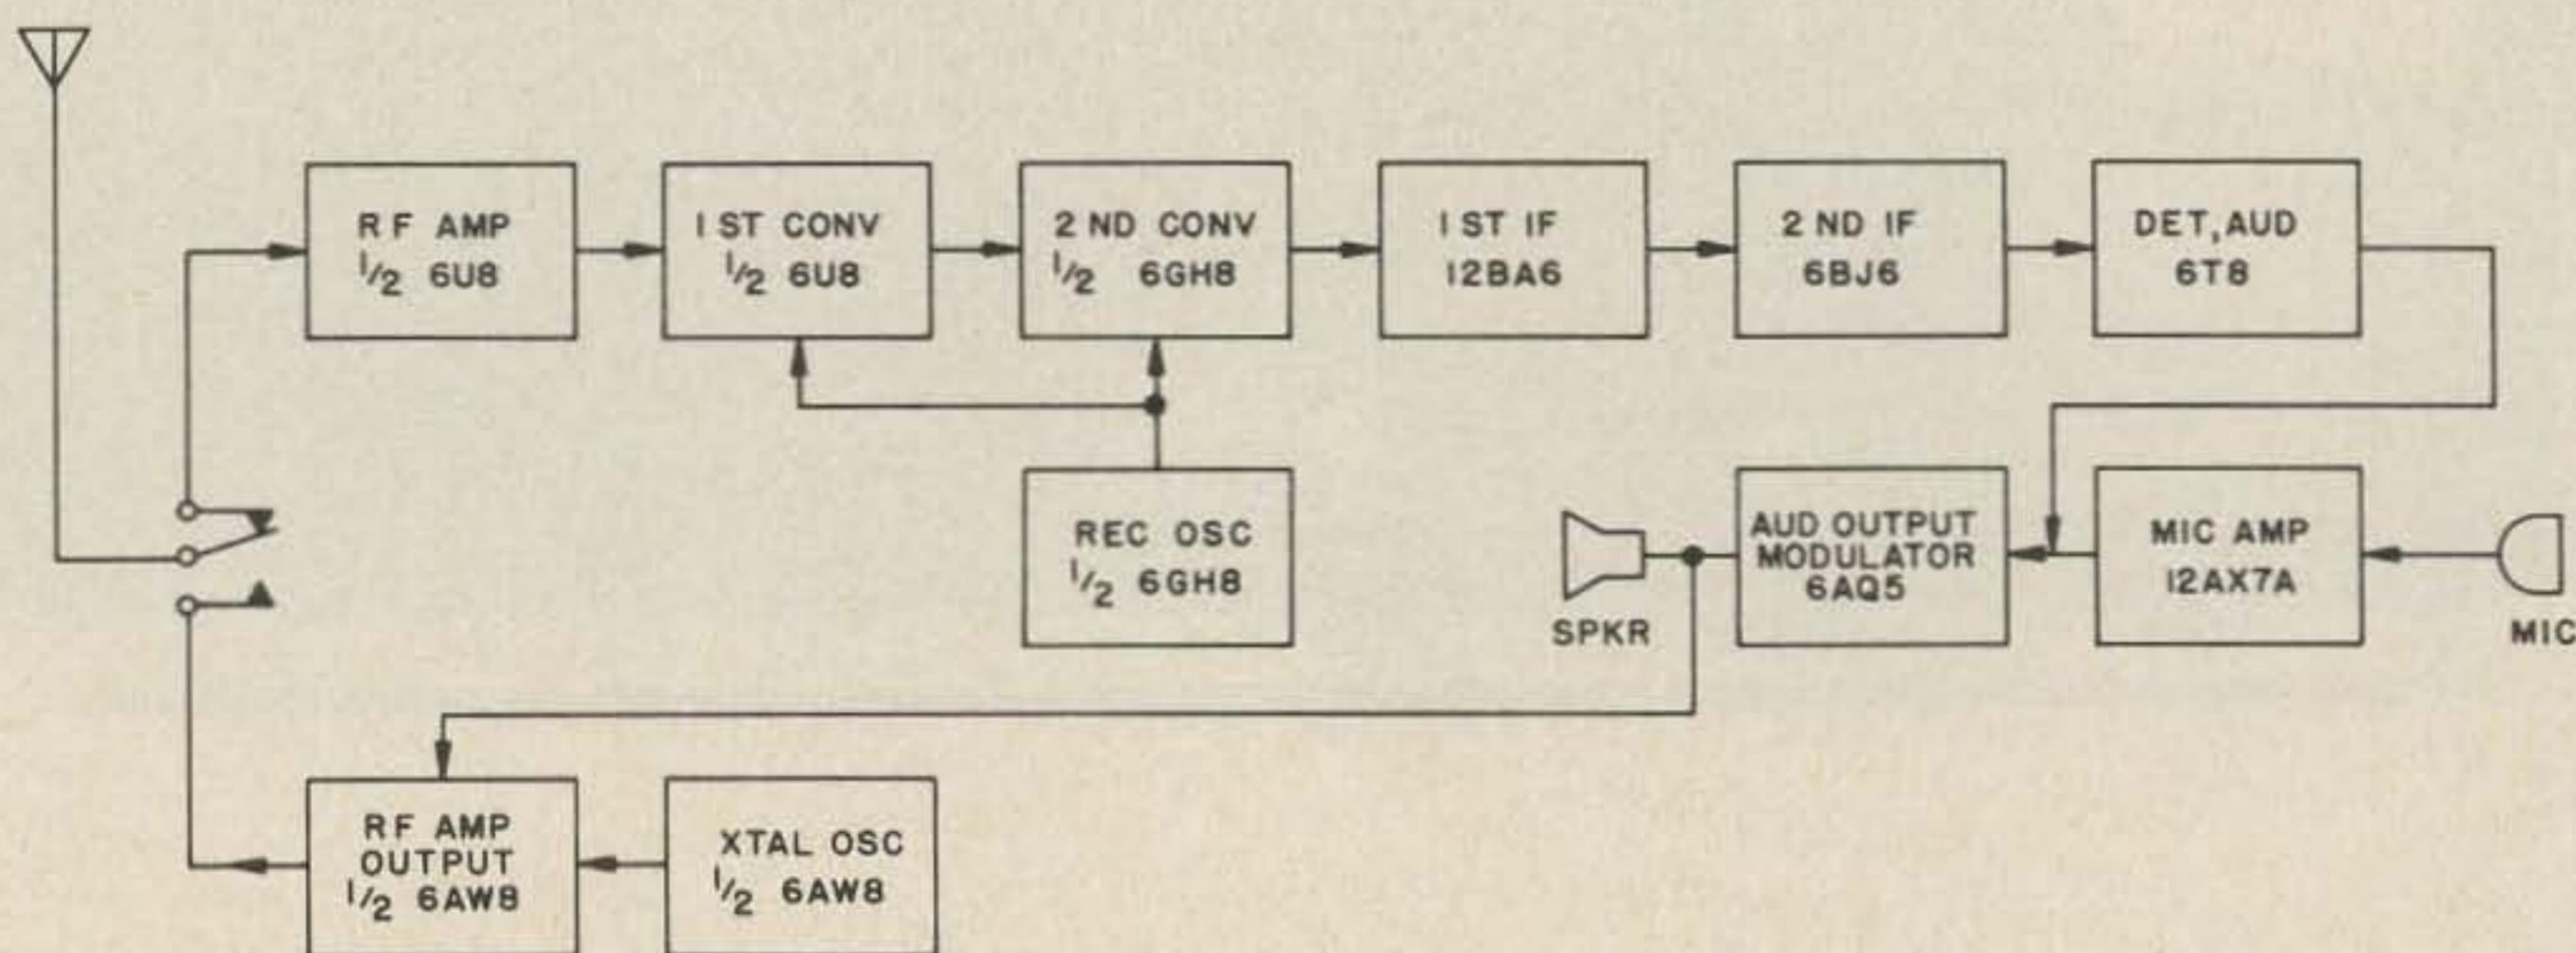 RF AMP
1/2 6U8
1ST CONV
1/2 6U8
2ND CONV
1/2 6GH8
1ST IF
12BA6
2ND IF
6BJ6
DET, AUD
6T8
REC OSC
1/2 6GH8
SPKR
AUD OUTPUT
MODULATOR
6AQ5
MIC AMP
12AX7A
MIC
RF AMP
OUTPUT
1/2 6AW8
XTAL OSC
1/2 6AW8